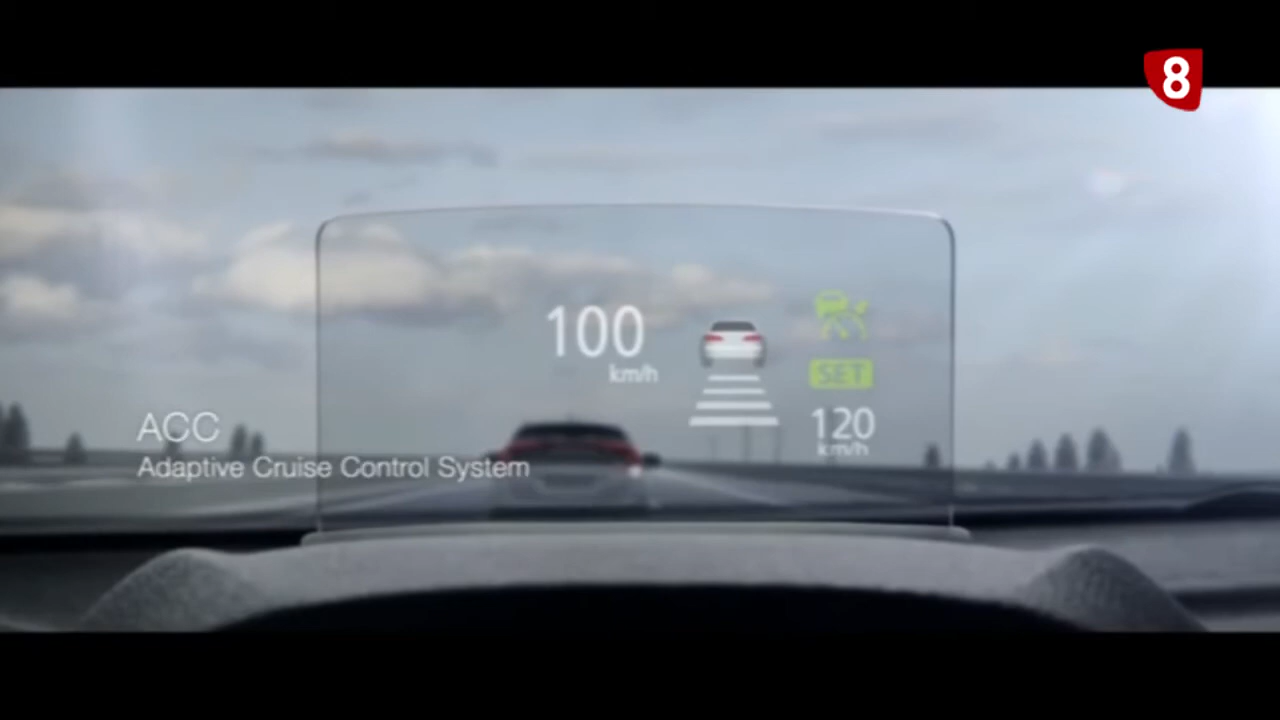 8
100
km/h
SET
120
km/h
ACC
Adaptive Cruise Control System